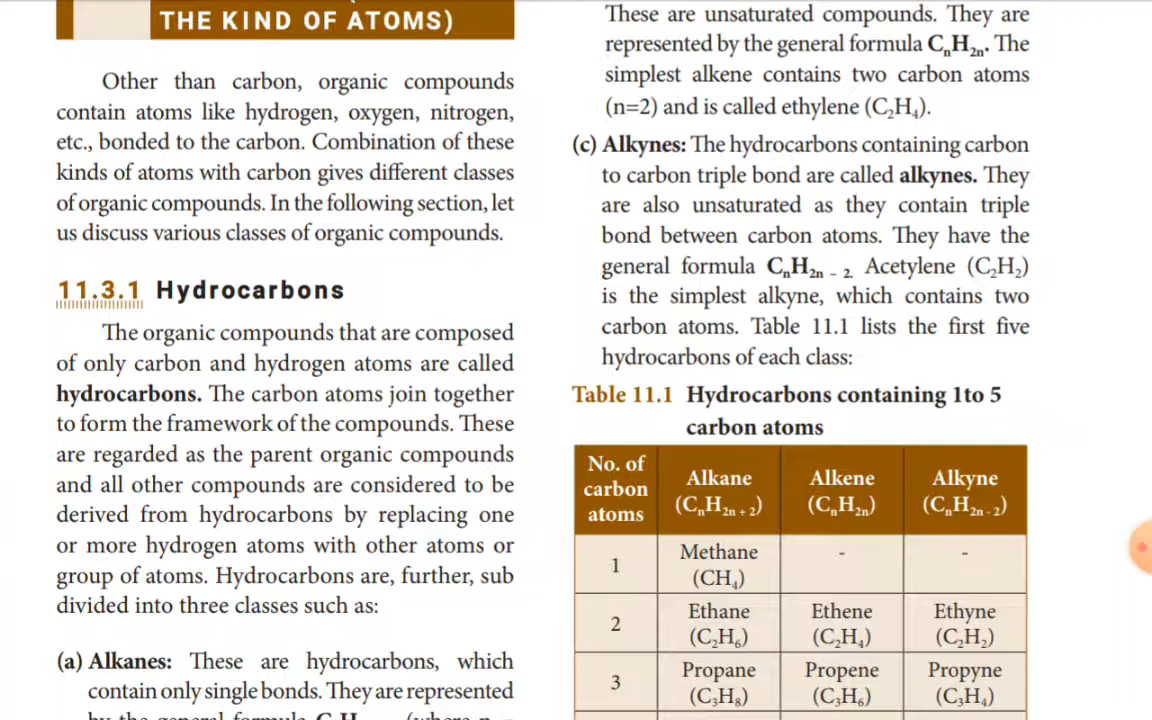 THE KIND OF ATOMS)
Other than carbon, organic compounds
contain atoms like hydrogen, oxygen, nitrogen,
etc., bonded to the carbon. Combination of these
kinds of atoms with carbon gives different classes
of organic compounds. In the following section, let
us discuss various classes of organic compounds.
11.3.1 Hydrocarbons
The organic compounds that are composed
of only carbon and hydrogen atoms are called
hydrocarbons. The carbon atoms join together
to form the framework of the compounds. These
are regarded as the parent organic compounds
and all other compounds are considered to be
derived from hydrocarbons by replacing one
or more hydrogen atoms with other atoms or
group of atoms. Hydrocarbons are, further, sub
divided into three classes such as:
(a) Alkanes: These are hydrocarbons, which
contain only single bonds. They are represented
by the general formula
These are unsaturated compounds. They are
represented by the general formula CₙH₂ₙ. The
simplest alkene contains two carbon atoms
(n=2) and is called ethylene (C₂H₄).
(c) Alkynes: The hydrocarbons containing carbon
to carbon triple bond are called alkynes. They
are also unsaturated as they contain triple
bond between carbon atoms. They have the
general formula CₙH₂ₙ ₋ ₂. Acetylene (C₂H₂)
is the simplest alkyne, which contains two
carbon atoms. Table 11.1 lists the first five
hydrocarbons of each class:
Table 11.1 Hydrocarbons containing 1to 5
carbon atoms
No. of carbon atoms | Alkane (CₙH₂ₙ ₊ ₂) | Alkene (CₙH₂ₙ) | Alkyne (CₙH₂ₙ ₋ ₂)
1 | Methane (CH₄) | - | -
2 | Ethane (C₂H₆) | Ethene (C₂H₄) | Ethyne (C₂H₂)
3 | Propane (C₃H₈) | Propene (C₃H₆) | Propyne (C₃H₄)